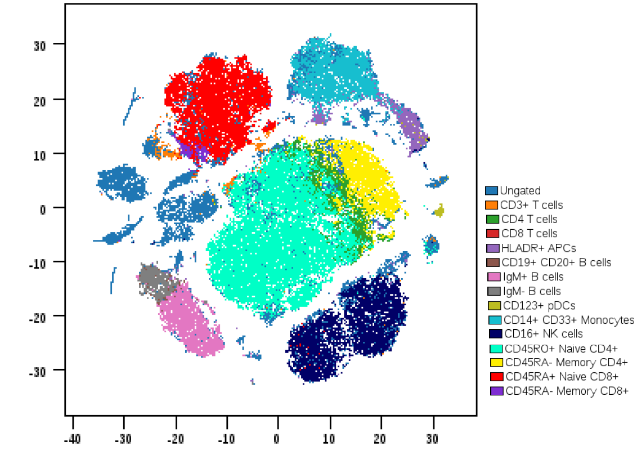 30
20
10
0
-10
-20
-30
-40 -30 -20 -10 0 10 20 30
Ungated
CD3+ T cells
CD4 T cells
CD8 T cells
HLADR+ APCs
CD19+ CD20+ B cells
IgM+ B cells
IgM- B cells
CD123+ pDCs
CD14+ CD33+ Monocytes
CD16+ NK cells
CD45RO+ Naive CD4+
CD45RA- Memory CD4+
CD45RA+ Naive CD8+
CD45RA- Memory CD8+